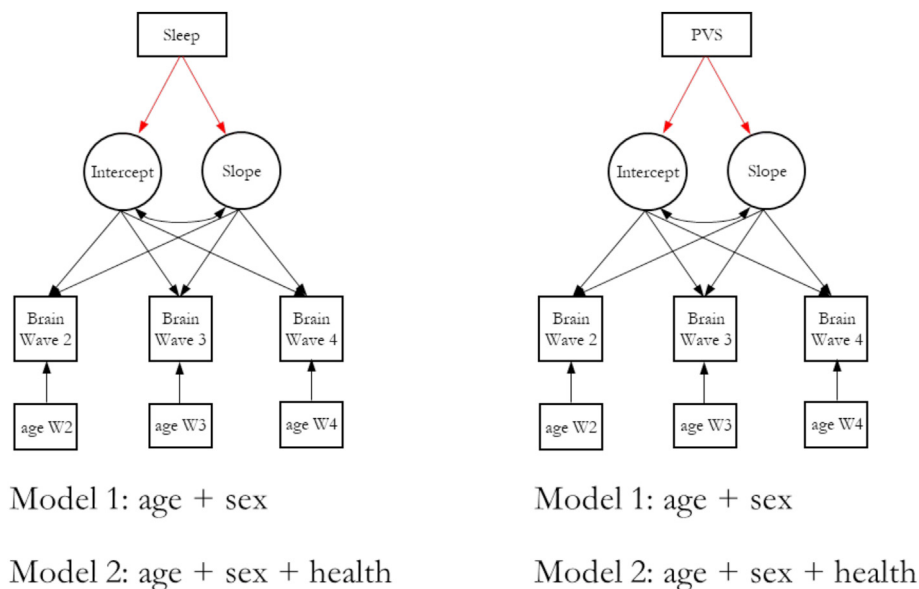 Sleep
Intercept
Slope
Brain
Wave 2
Brain
Wave 3
Brain
Wave 4
age W2
age W3
age W4
Model 1: age + sex
Model 2: age + sex + health
PVS
Intercept
Slope
Brain
Wave 2
Brain
Wave 3
Brain
Wave 4
age W2
age W3
age W4
Model 1: age + sex
Model 2: age + sex + health